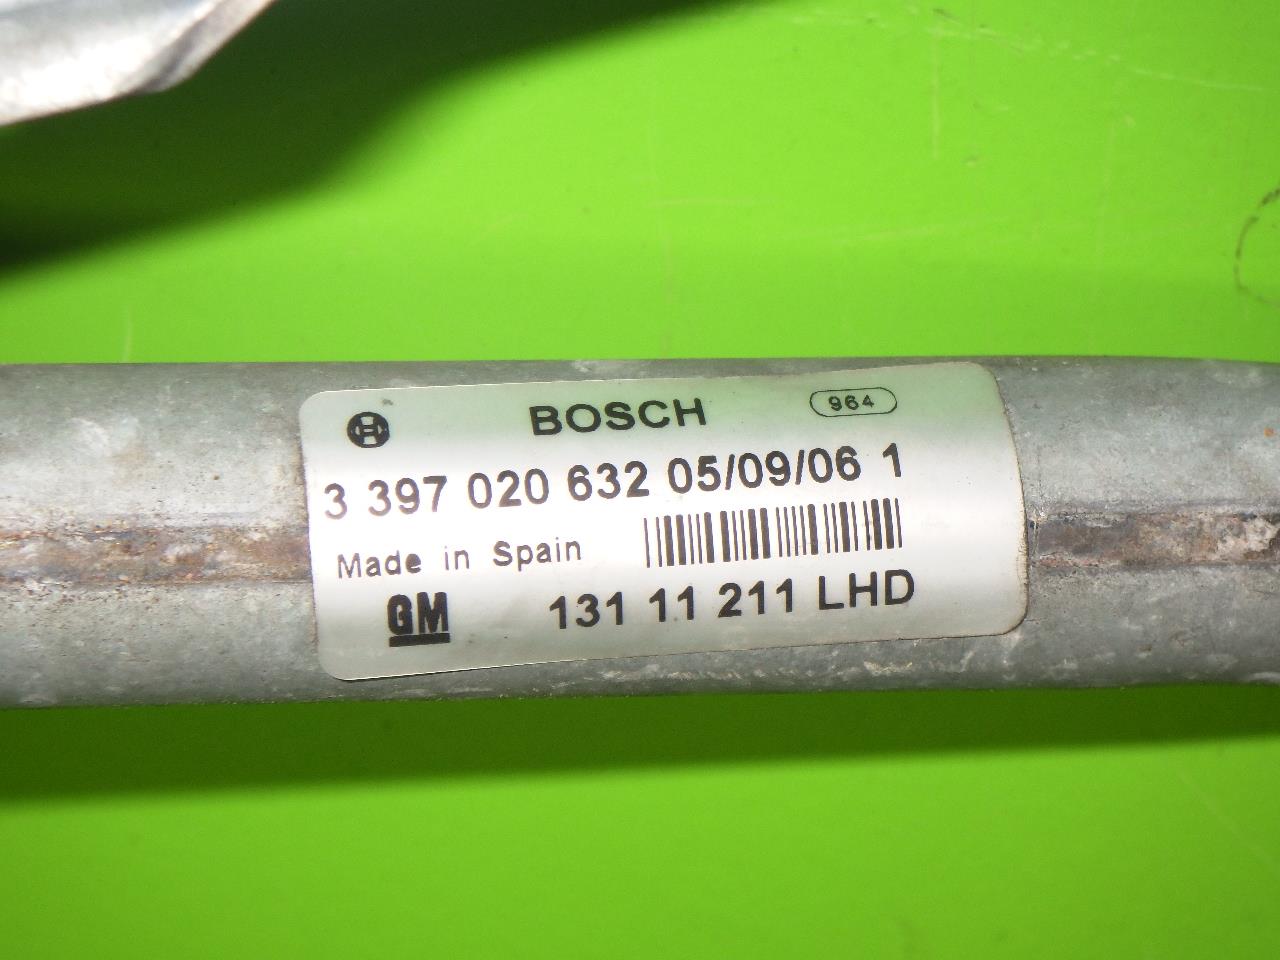 BOSCH 964
3 397 020 632 05/09/06 1
Made in Spain
GM 131 11 211 LHD